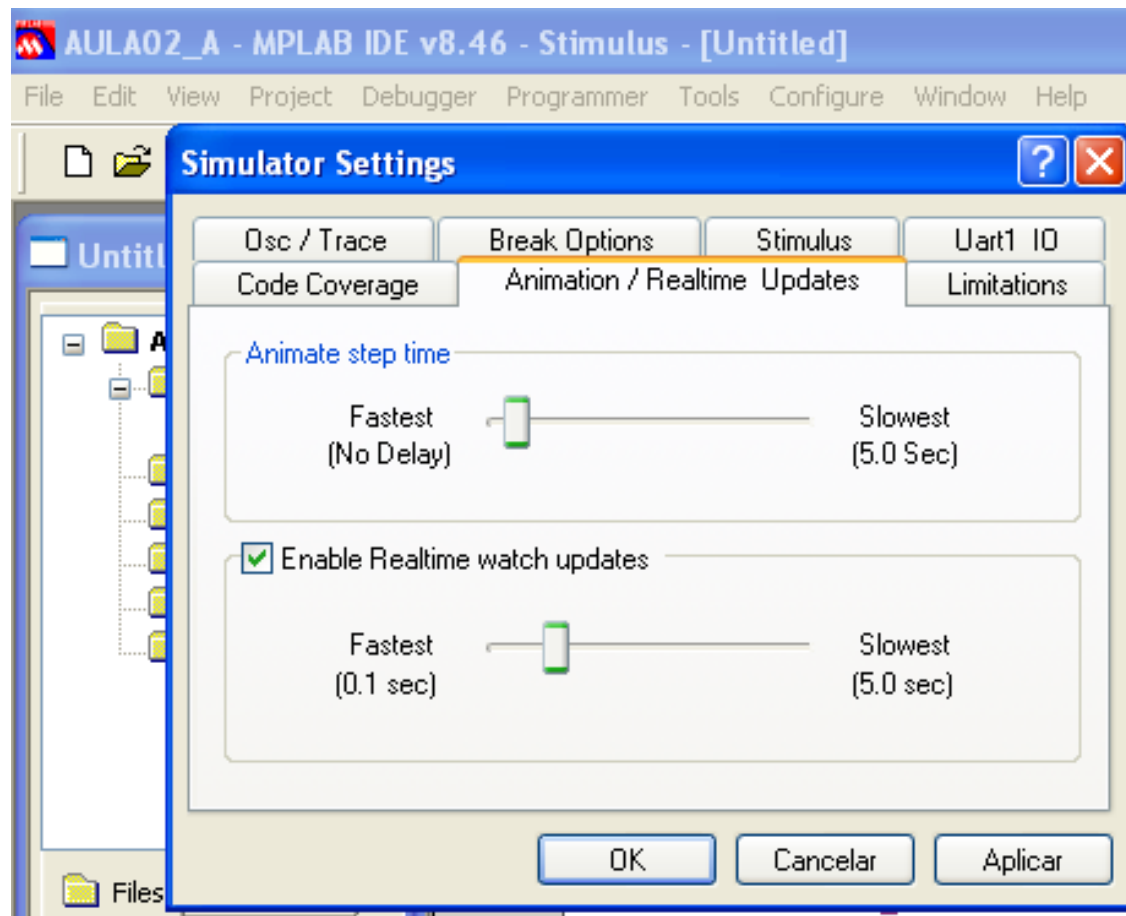 AULA02_A - MPLAB IDE v8.46 - Stimulus - [Untitled]
File Edit View Project Debugger Programmer Tools Configure Window Help
Simulator Settings
Osc / Trace Break Options Stimulus Uart1 IO
Code Coverage Animation / Realtime Updates Limitations
Animate step time
Fastest Slowest
(No Delay) (5.0 Sec)
Enable Realtime watch updates
Fastest Slowest
(0.1 sec) (5.0 sec)
OK Cancelar Aplicar
Untitl
A
Files